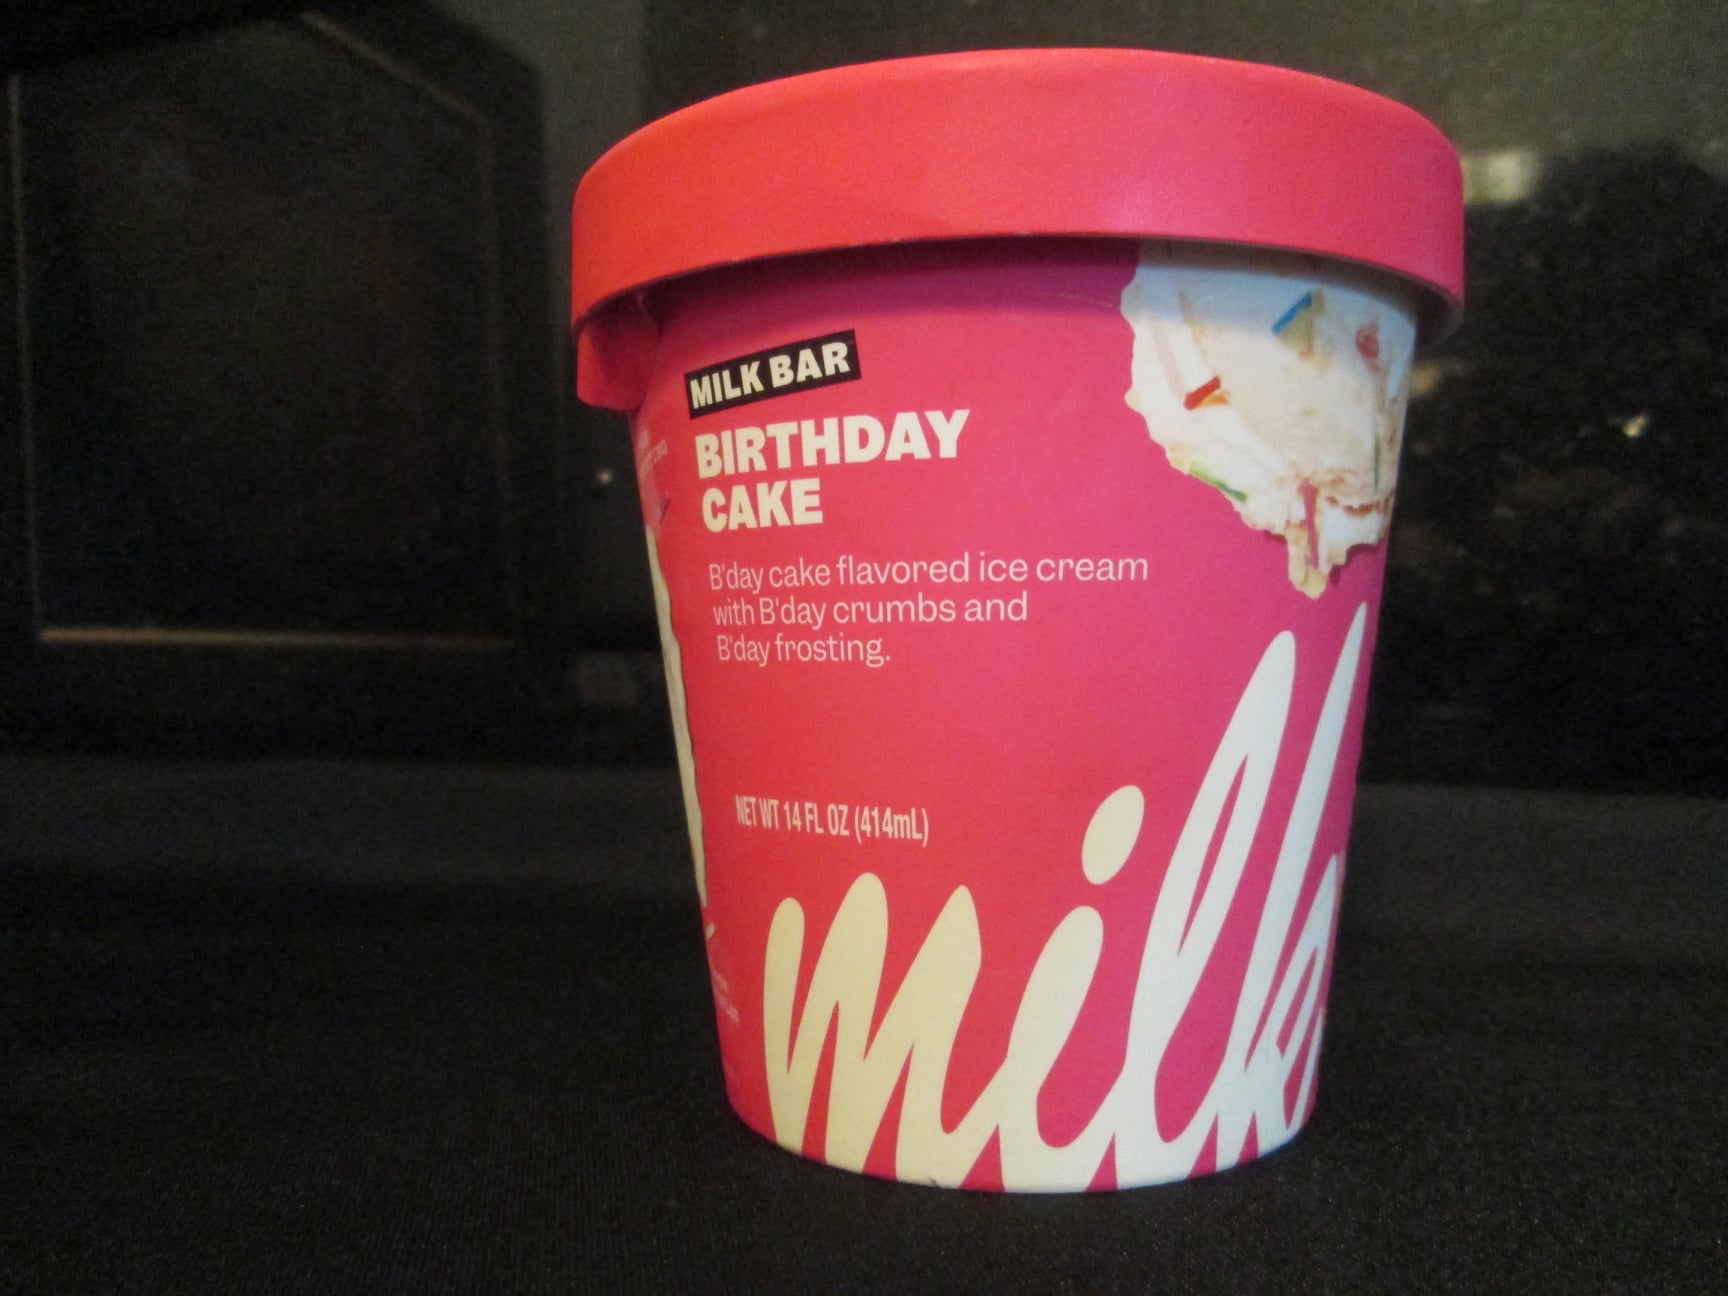 MILK BAR
BIRTHDAY
CAKE
B'day cake flavored ice cream
with B'day crumbs and
B'day frosting.
NET WT 14 FL OZ (414mL)
milk